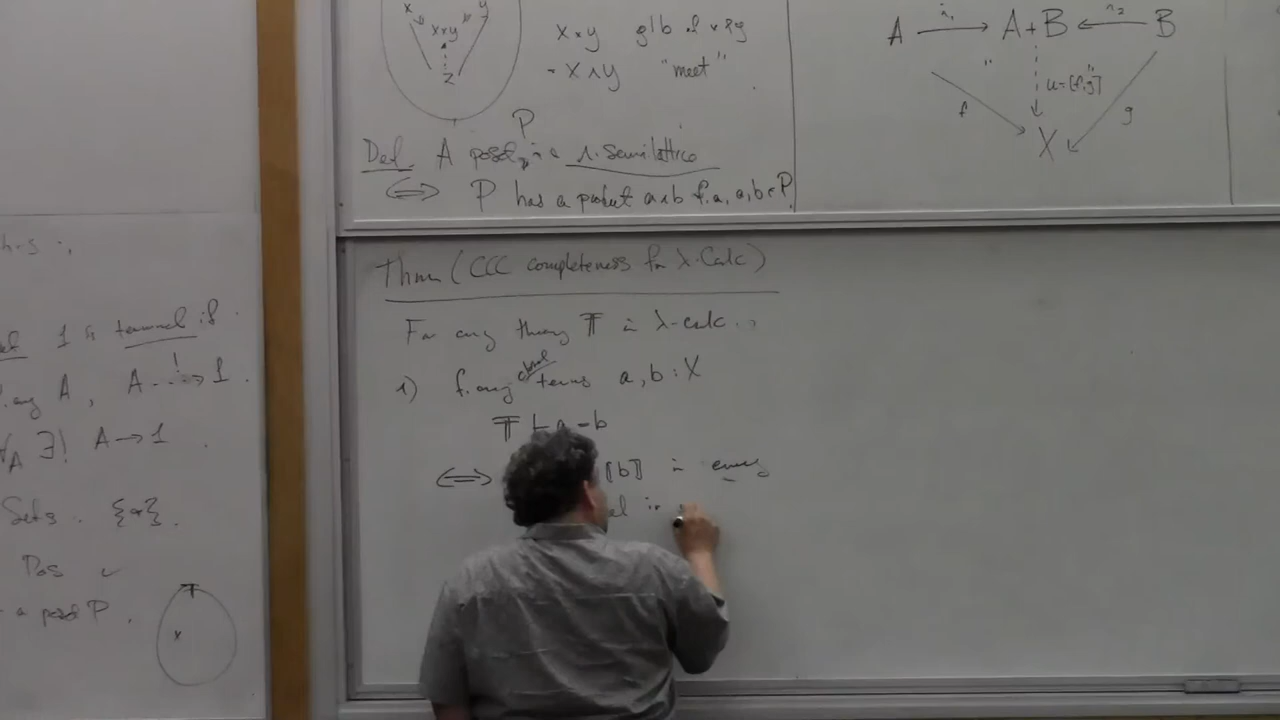 Def 1 is terminal if
any A, A ⇢ 1
∀A ∃! A → 1
!
Sets. {*}.
Pos ✓
a poset P.
x
x y
x×y
z
x×y glb of x & y
= x∧y "meet"
P
Def. A poset is a ∧-semilattice
⟺ P has a product a×b f.a. a,b ∈ P.
A → A+B ← B
u=[f,g]
f g
X
Thm (CCC completeness for λ-Calc)
For any theory 𝕋 in λ-calc.,
closed
1) f. any terms a, b : X
𝕋 ⊢ a = b
⟺ ⟦b⟧ in every